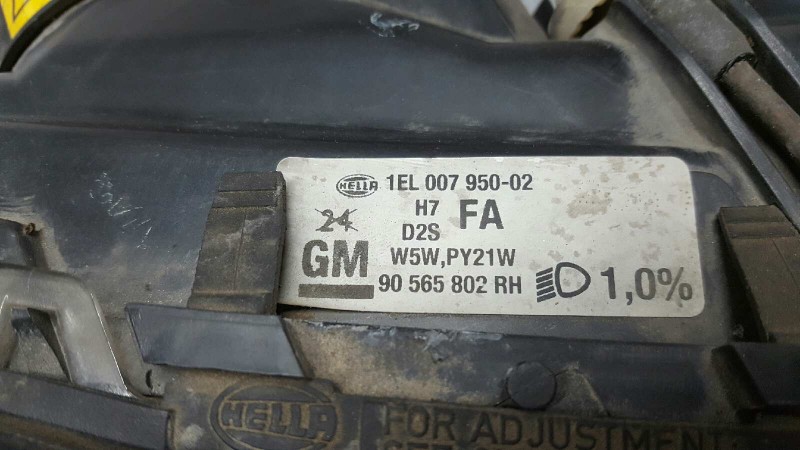 HELLA 1EL 007 950-02
H7 FA
24 D2S
GM W5W,PY21W
90 565 802 RH 1,0%
HELLA FOR ADJUSTMENT